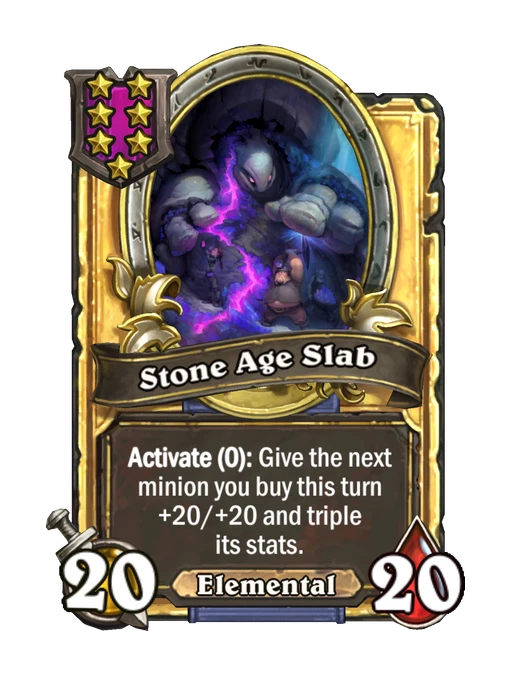 Stone Age Slab
Activate (0): Give the next
minion you buy this turn
+20/+20 and triple
its stats.
20
Elemental
20